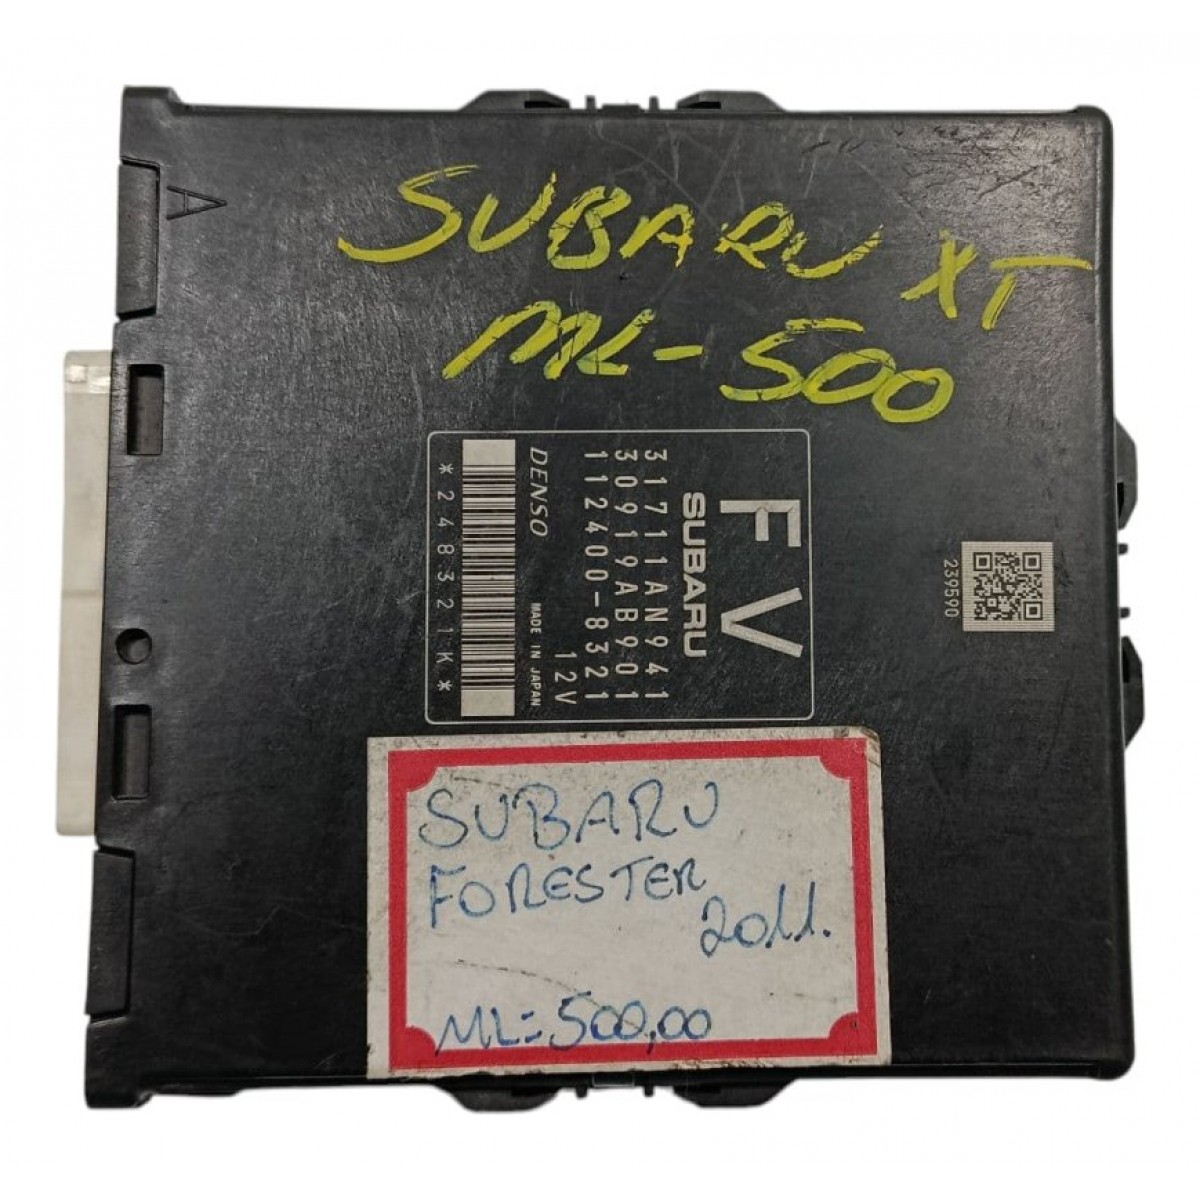 A
SUBARU XT
ML-500
FV
SUBARU
31711AN941
30919AB901
112400-8321
12V
DENSO
MADE IN JAPAN
*248321K*
239590
SUBARU
FORESTER
2011.
ML=500,00